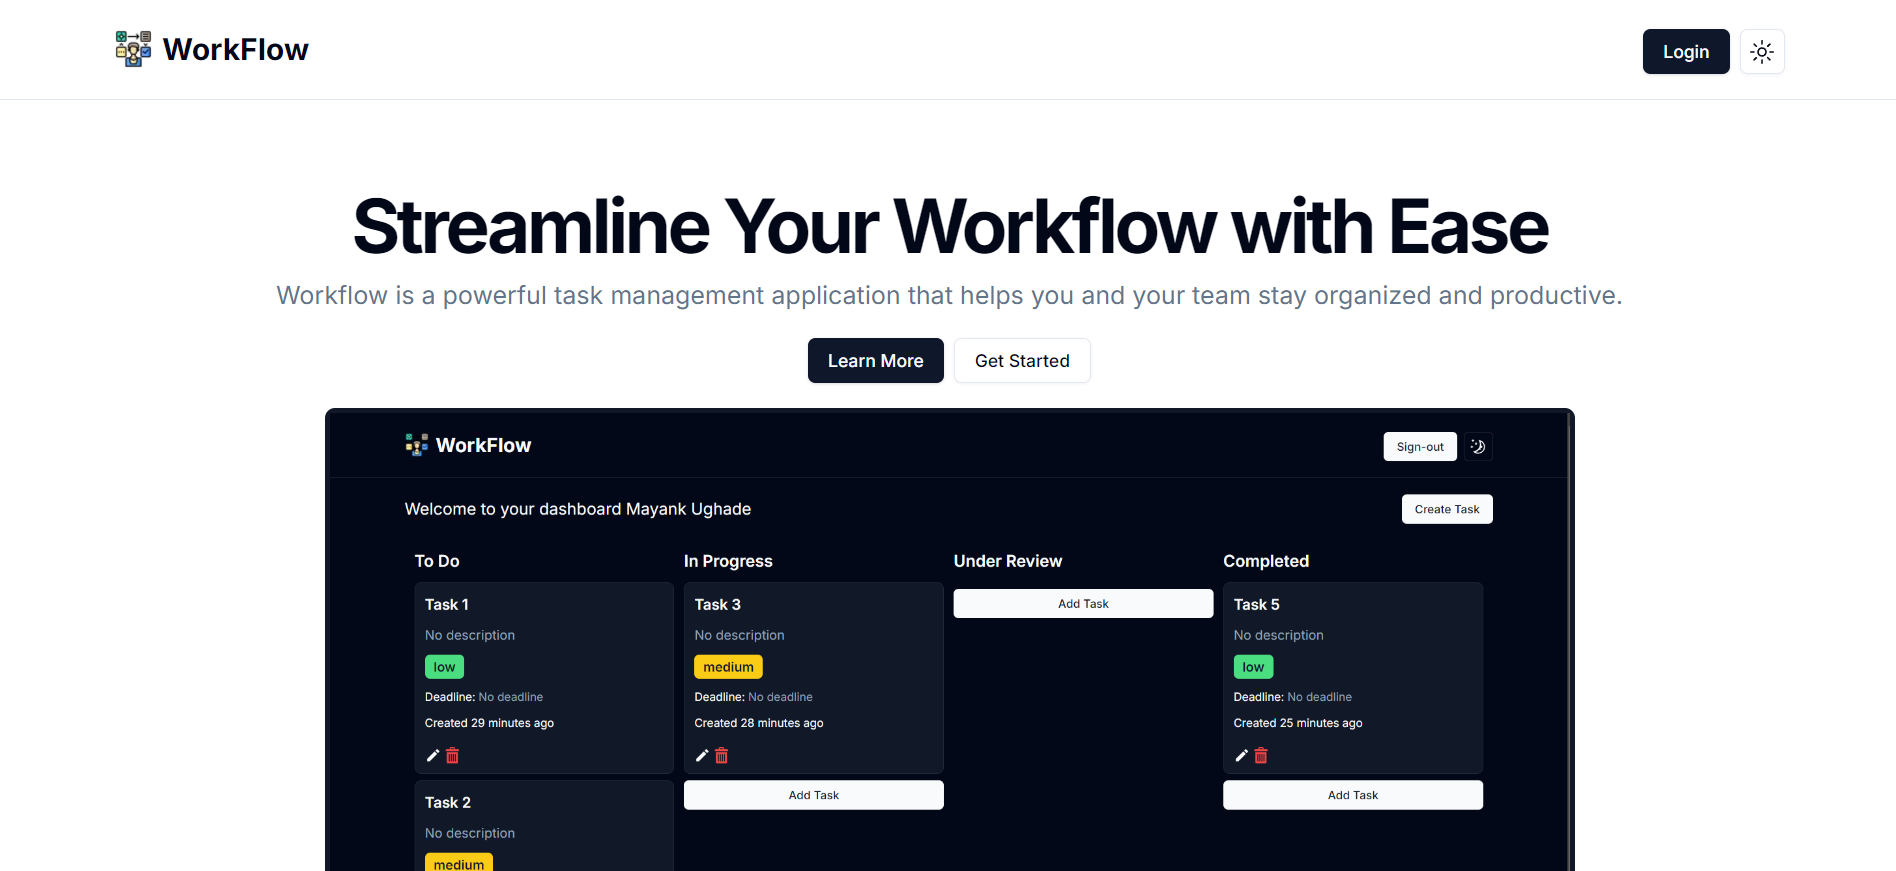 WorkFlow
Login
Streamline Your Workflow with Ease
Workflow is a powerful task management application that helps you and your team stay organized and productive.
Learn More
Get Started
WorkFlow
Sign-out
Welcome to your dashboard Mayank Ughade
Create Task
To Do
Task 1
No description
low
Deadline: No deadline
Created 29 minutes ago
Task 2
No description
medium
In Progress
Task 3
No description
medium
Deadline: No deadline
Created 28 minutes ago
Add Task
Under Review
Add Task
Completed
Task 5
No description
low
Deadline: No deadline
Created 25 minutes ago
Add Task